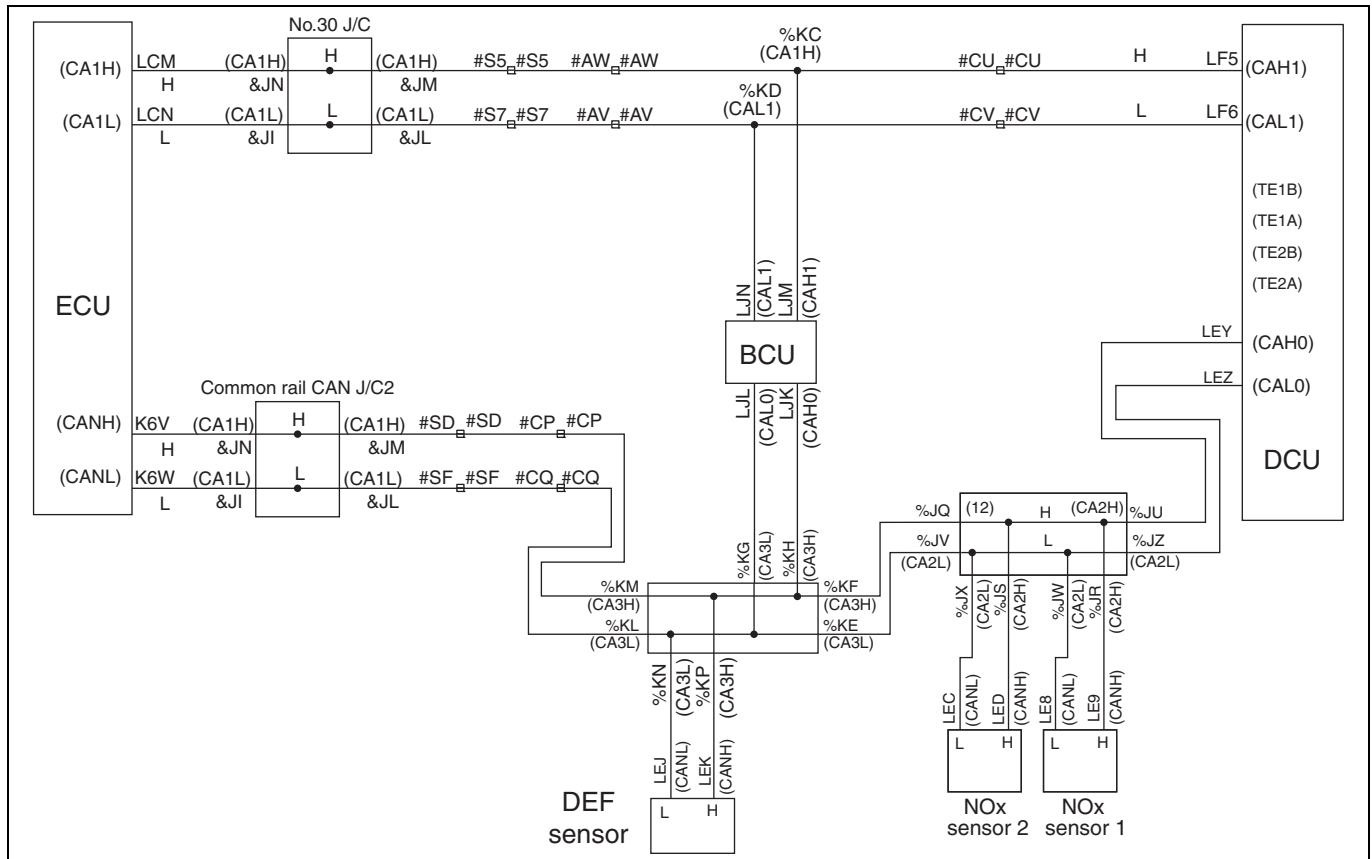 No.30 J/C
%KC
(CA1H)
(CA1H) LCM (CA1H) H (CA1H) #S5 #S5 #AW #AW #CU #CU H LF5 (CAH1)
H &JN &JM
%KD
(CAL1)
(CA1L) LCN (CA1L) L (CA1L) #S7 #S7 #AV #AV #CV #CV L LF6 (CAL1)
L &JI &JL
(TE1B)
(TE1A)
(TE2B)
(TE2A)
LJN (CAL1) LJM (CAH1)
ECU
BCU
LEY (CAH0)
LEZ (CAL0)
LJL (CAL0) LJK (CAH0)
DCU
Common rail CAN J/C2
(CANH) K6V (CA1H) H (CA1H) #SD #SD #CP #CP
H &JN &JM
(CANL) K6W (CA1L) L (CA1L) #SF #SF #CQ #CQ
L &JI &JL
%JQ (12) H (CA2H) %JU
%JV L %JZ
(CA2L) (CA2L)
%KG (CA3L) %KH (CA3H)
%KM %KF
(CA3H) (CA3H)
%KL %KE
(CA3L) (CA3L)
%JX (CA2L) %JS (CA2H) %JW (CA2L) %JR (CA2H)
%KN (CA3L) %KP (CA3H)
LEC (CANL) LED (CANH) LE8 (CANL) LE9 (CANH)
L H L H
LEJ (CANL) LEK (CANH)
L H
DEF
sensor
NOx
sensor 2
NOx
sensor 1